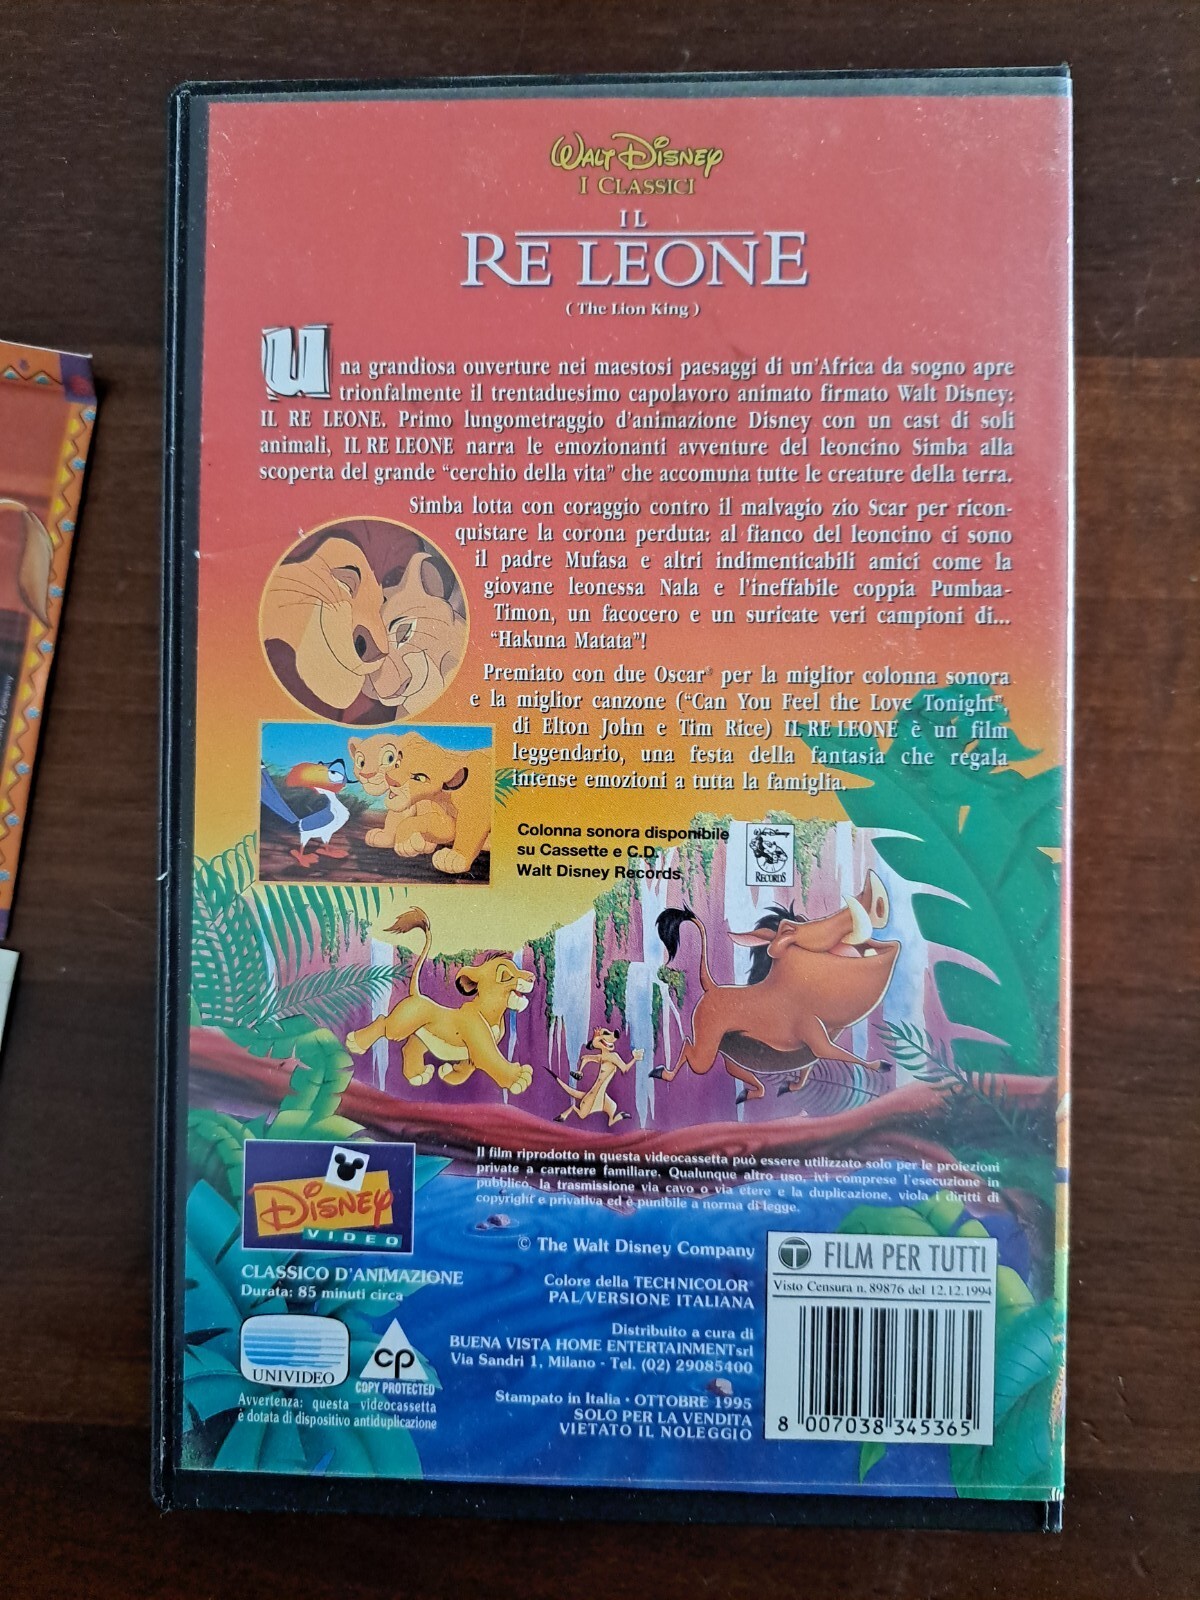 WALT DISNEY
I CLASSICI
IL
RE LEONE
( The Lion King )
Una grandiosa ouverture nei maestosi paesaggi di un'Africa da sogno apre
trionfalmente il trentaduesimo capolavoro animato firmato Walt Disney:
IL RE LEONE. Primo lungometraggio d'animazione Disney con un cast di soli
animali, IL RE LEONE narra le emozionanti avventure del leoncino Simba alla
scoperta del grande "cerchio della vita" che accomuna tutte le creature della terra.
Simba lotta con coraggio contro il malvagio zio Scar per ricon-
quistare la corona perduta: al fianco del leoncino ci sono
il padre Mufasa e altri indimenticabili amici come la
giovane leonessa Nala e l'ineffabile coppia Pumbaa-
Timon, un facocero e un suricate veri campioni di...
"Hakuna Matata"!
Premiato con due Oscar® per la miglior colonna sonora
e la miglior canzone ("Can You Feel the Love Tonight",
di Elton John e Tim Rice) IL RE LEONE è un film
leggendario, una festa della fantasia che regala
intense emozioni a tutta la famiglia.
Colonna sonora disponibile
su Cassette e C.D.
Walt Disney Records
Walt Disney
RECORDS
Il film riprodotto in questa videocassetta può essere utilizzato solo per le proiezioni
private a carattere familiare. Qualunque altro uso, ivi comprese l'esecuzione in
pubblico, la trasmissione via cavo o via etere e la duplicazione, viola i diritti di
copyright e privativa ed è punibile a norma di legge.
DISNEY
VIDEO
CLASSICO D'ANIMAZIONE
Durata: 85 minuti circa
UNIVIDEO
CP
COPY PROTECTED
Avvertenza: questa videocassetta
è dotata di dispositivo antiduplicazione
© The Walt Disney Company
Colore della TECHNICOLOR®
PAL/VERSIONE ITALIANA
Distribuito a cura di
BUENA VISTA HOME ENTERTAINMENT srl
Via Sandri 1, Milano - Tel. (02) 29085400
Stampato in Italia · OTTOBRE 1995
SOLO PER LA VENDITA
VIETATO IL NOLEGGIO
T FILM PER TUTTI
Visto Censura n. 89876 del 12.12.1994
8 007038 345365